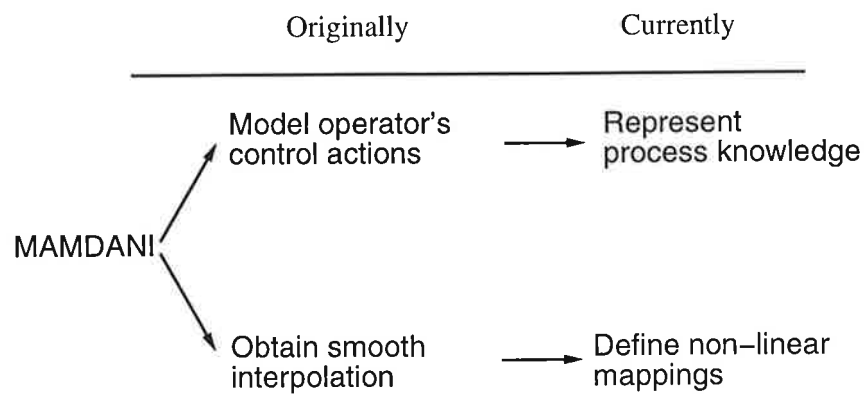 Originally Currently
Model operator's
control actions
Represent
process knowledge
MAMDANI
Obtain smooth
interpolation
Define non–linear
mappings